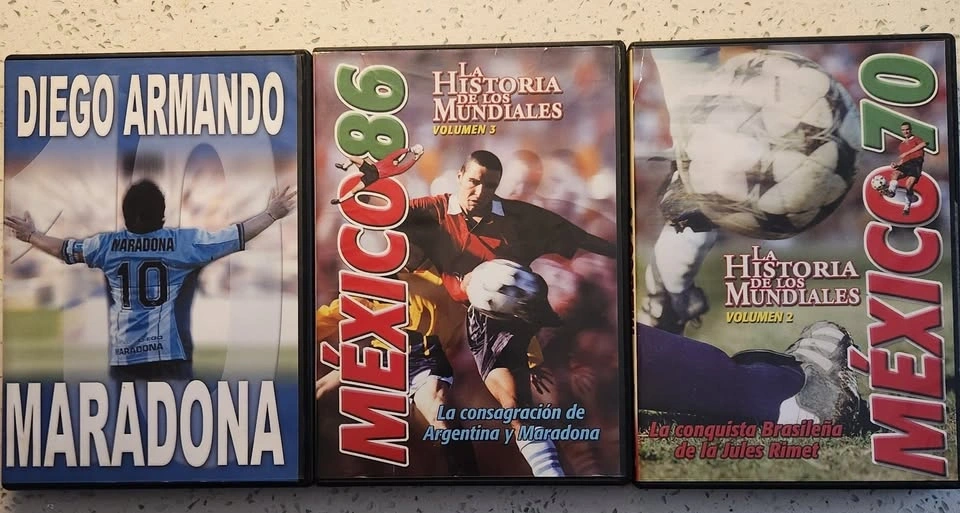 DIEGO ARMANDO
MARADONA
10
DIEGO
MARADONA
MARADONA
LA
HISTORIA
DE LOS
MUNDIALES
VOLUMEN 3
MÉXICO 86
La consagración de
Argentina y Maradona
LA
HISTORIA
DE LOS
MUNDIALES
VOLUMEN 2
MÉXICO 70
La conquista Brasileña
de la Jules Rimet